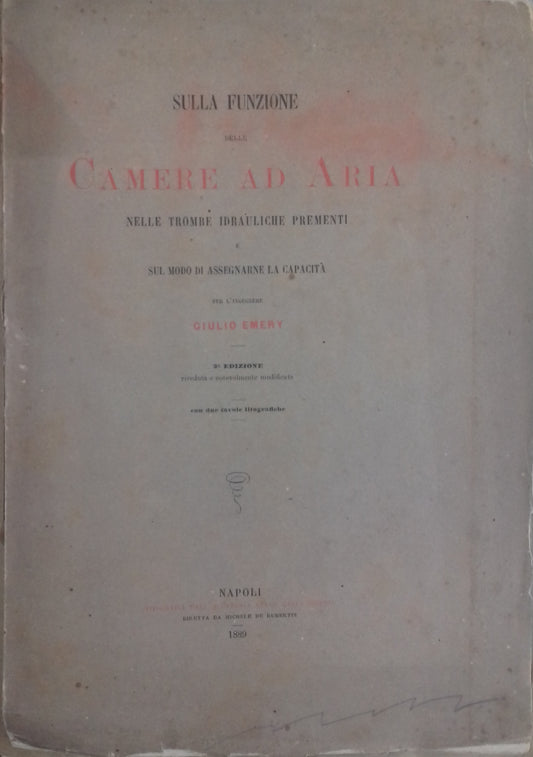 SULLA FUNZIONE
DELLE
CAMERE AD ARIA
NELLE TROMBE IDRAULICHE PREMENTI
E
SUL MODO DI ASSEGNARNE LA CAPACITÀ
PER L'INGEGNERE
GIULIO EMERY
2ª EDIZIONE
riveduta e notevolmente modificata
con due tavole litografiche
NAPOLI
DIRETTA DA MICHELE DE RUBERTIS
1889